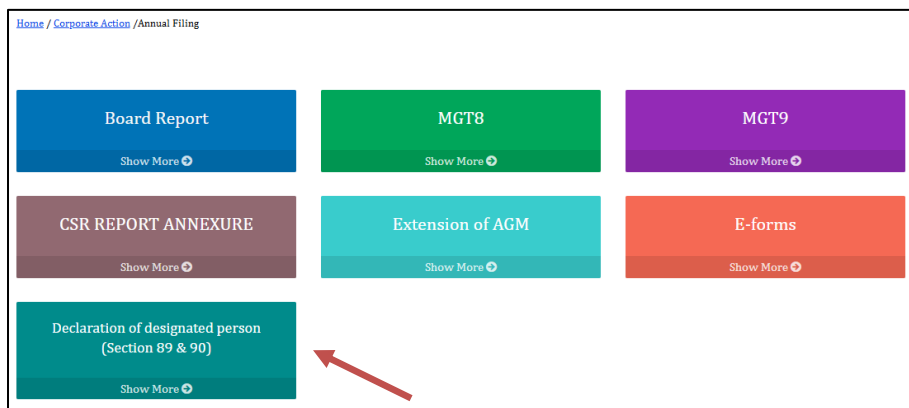 Home / Corporate Action /Annual Filing
Board Report
Show More
MGT8
Show More
MGT9
Show More
CSR REPORT ANNEXURE
Show More
Extension of AGM
Show More
E-forms
Show More
Declaration of designated person
(Section 89 & 90)
Show More